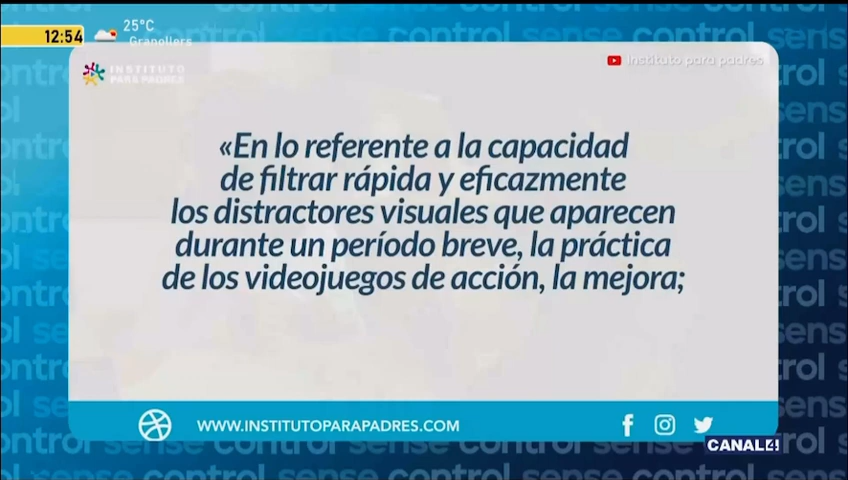 12:54
25°C
Granollers
INSTITUTO
PARA PADRES
Instituto para padres
«En lo referente a la capacidad
de filtrar rápida y eficazmente
los distractores visuales que aparecen
durante un período breve, la práctica
de los videojuegos de acción, la mejora;
WWW.INSTITUTOPARAPADRES.COM
CANAL4
sense control